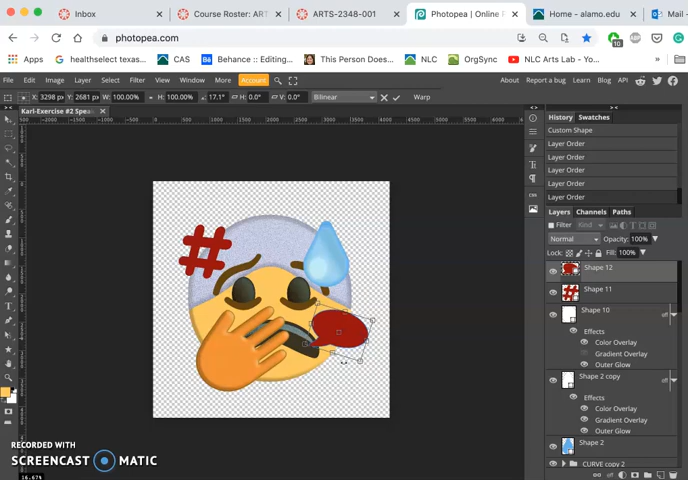 Inbox
Course Roster: ART
ARTS-2348-001
Photopea | Online P
Home - alamo.edu
Mail -
photopea.com
10
healthselect texas...
CAS
Behance :: Editing...
This Person Does...
NLC
OrgSync
NLC Arts Lab - Yo...
File Edit Image Layer Select Filter View Window More Account
About Report a bug Learn Blog API
X: 3298 px Y: 2681 px W: 100.00% H: 100.00% 17.1° H: 0.0° V: 0.0° Bilinear Warp
Karl-Exercise #2 Spea
History Swatches
Custom Shape
Layer Order
Layer Order
Layer Order
Layer Order
Layer Order
Layers Channels Paths
Filter
Normal Opacity: 100%
Lock: Fill: 100%
Shape 12
Shape 11
Shape 10
eff
Effects
Color Overlay
Gradient Overlay
Outer Glow
Shape 2 copy
eff
Effects
Color Overlay
Gradient Overlay
Outer Glow
Shape 2
CURVE copy 2
RECORDED WITH
SCREENCAST MATIC
16.67%